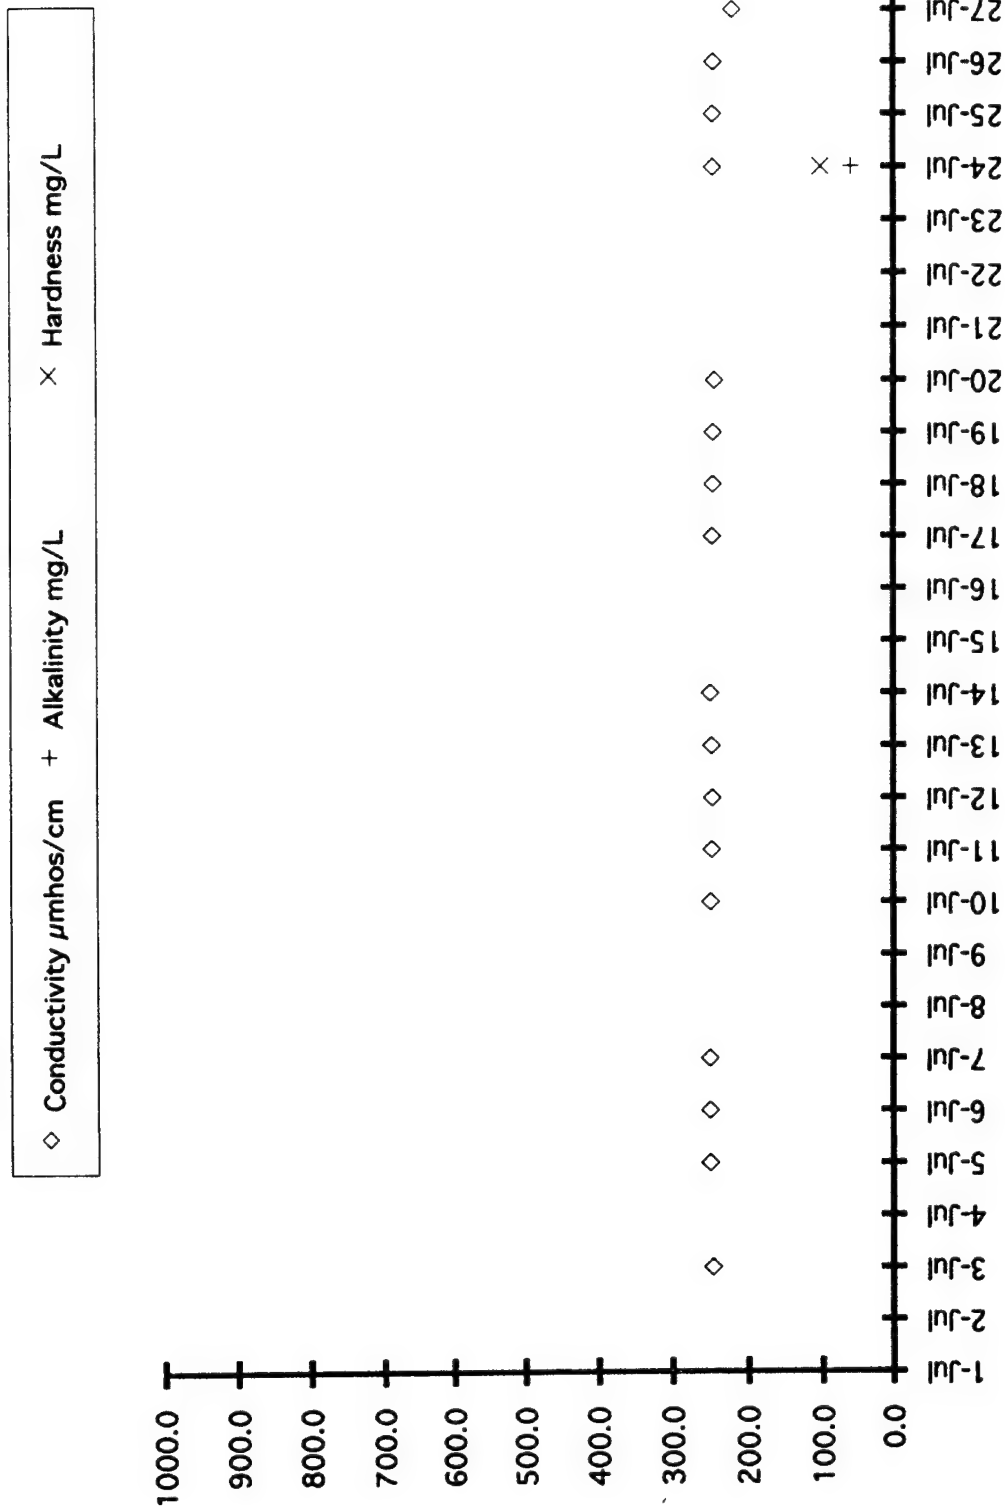 ◇ Conductivity µmhos/cm + Alkalinity mg/L × Hardness mg/L
1000.0
900.0
800.0
700.0
600.0
500.0
400.0
300.0
200.0
100.0
0.0
1-Jul
2-Jul
3-Jul
4-Jul
5-Jul
6-Jul
7-Jul
8-Jul
9-Jul
10-Jul
11-Jul
12-Jul
13-Jul
14-Jul
15-Jul
16-Jul
17-Jul
18-Jul
19-Jul
20-Jul
21-Jul
22-Jul
23-Jul
24-Jul
25-Jul
26-Jul
27-Jul